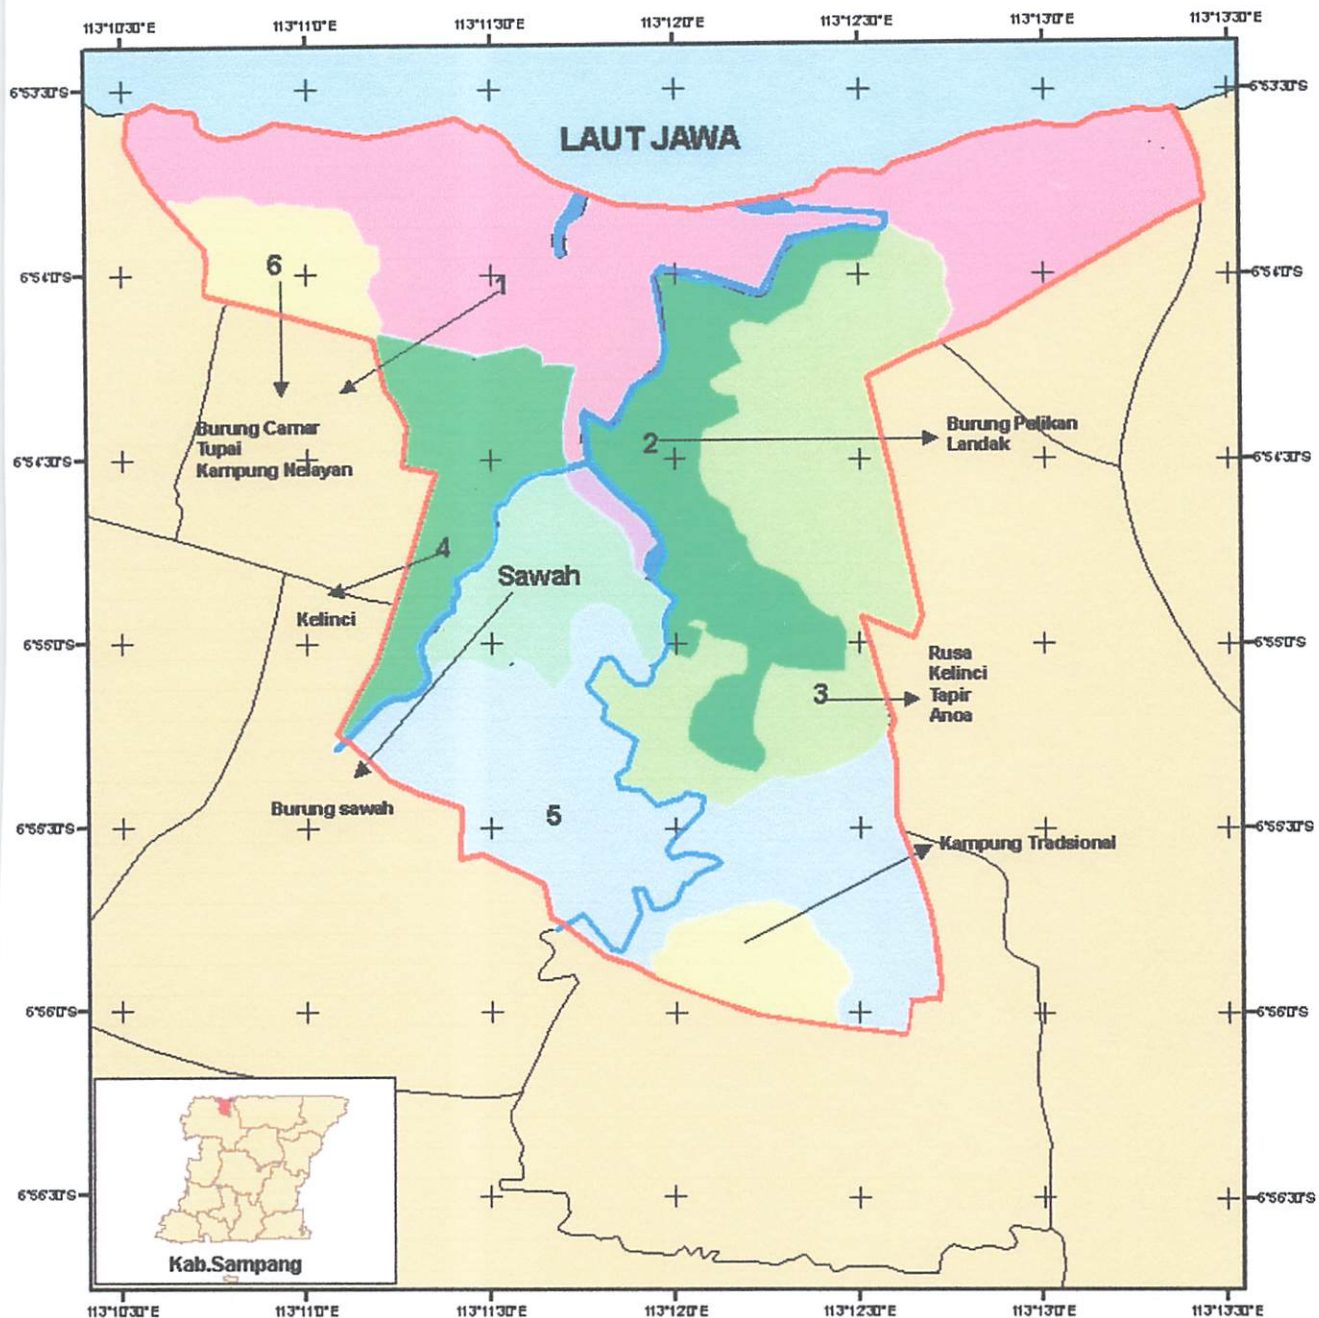 113°10'30"E 113°11'0"E 113°11'30"E 113°12'0"E 113°12'30"E 113°13'0"E 113°13'30"E
6°53'30"S 6°53'30"S
LAUT JAWA
6
1
6°54'0"S 6°54'0"S
Burung Camar
Tupai
Kampung Nelayan
2
Burung Pelikan
Landak
6°54'30"S 6°54'30"S
4
Sawah
Kelinci
6°55'0"S 6°55'0"S
Rusa
Kelinci
Tapir
Anoa
3
Burung sawah
5
6°55'30"S 6°55'30"S
Kampung Tradsional
6°56'0"S 6°56'0"S
6°56'30"S 6°56'30"S
Kab.Sampang
113°10'30"E 113°11'0"E 113°11'30"E 113°12'0"E 113°12'30"E 113°13'0"E 113°13'30"E